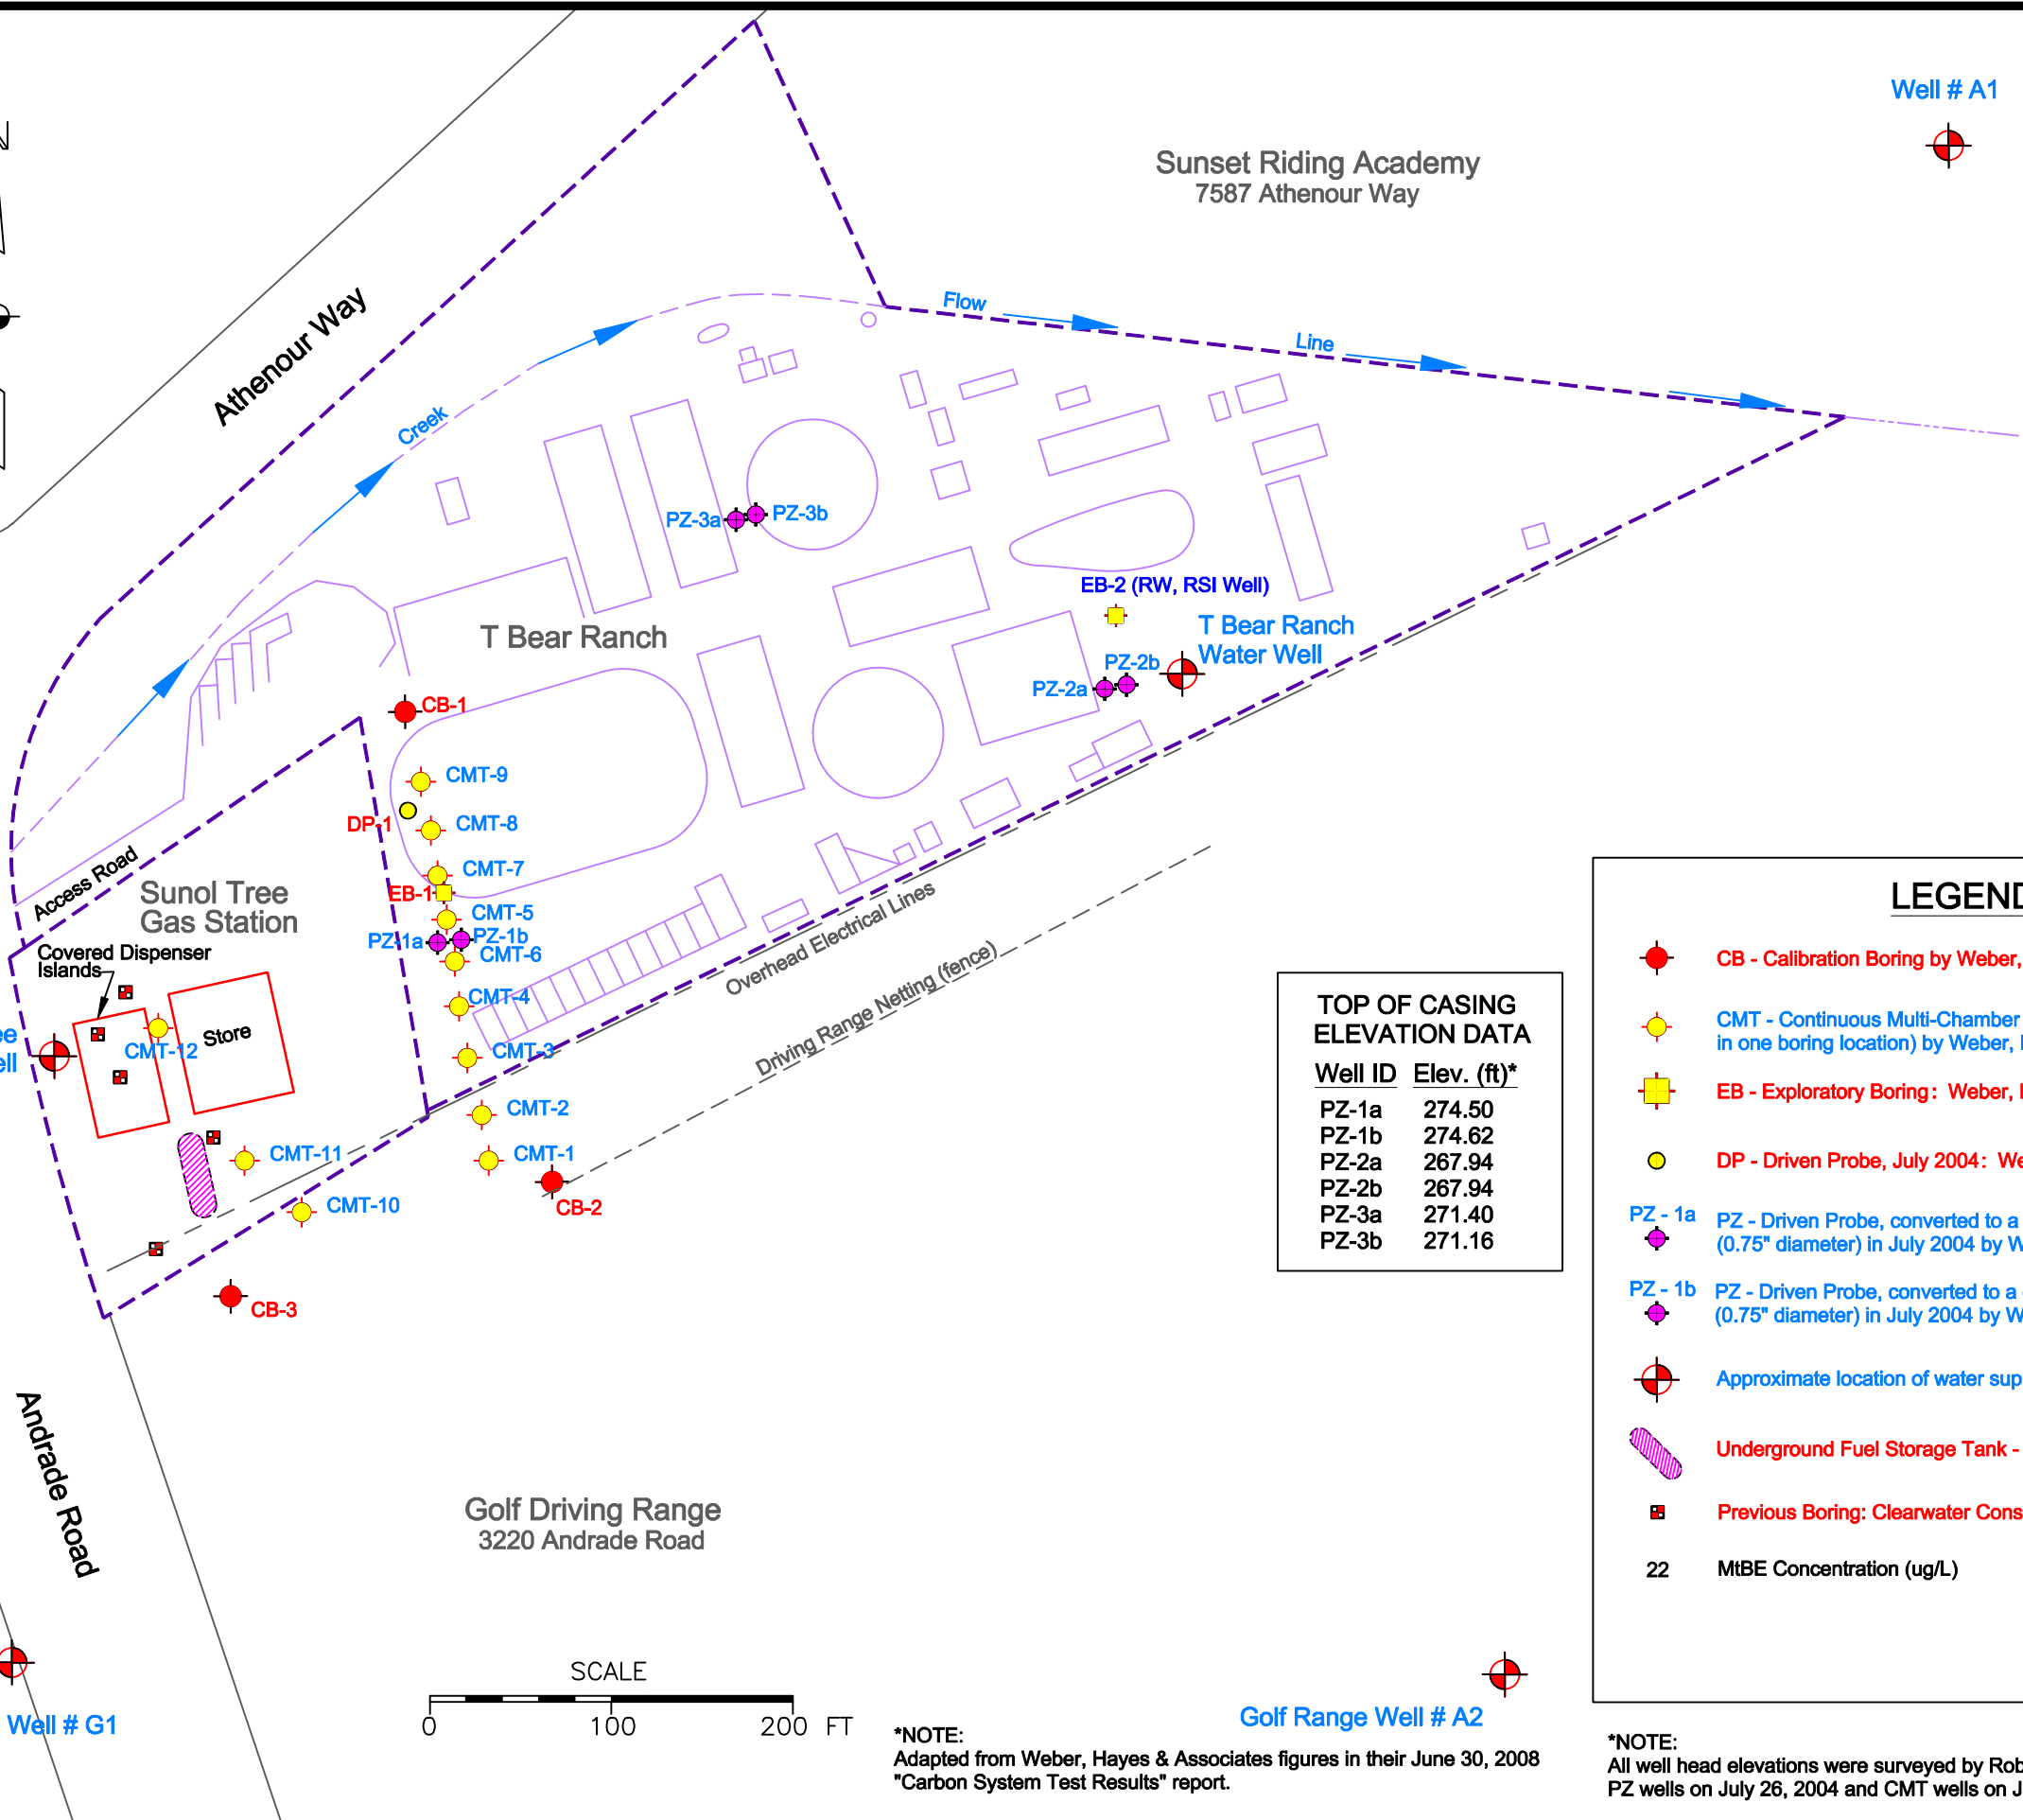 N
Well # A1
Sunset Riding Academy
7587 Athenour Way
Athenour Way
Flow
Line
Creek
PZ-3a
PZ-3b
EB-2 (RW, RSI Well)
T Bear Ranch
T Bear Ranch
Water Well
PZ-2b
PZ-2a
CB-1
CMT-9
DP-1
CMT-8
CMT-7
EB-1
CMT-5
PZ-1a
PZ-1b
CMT-6
CMT-4
CMT-3
CMT-2
CMT-1
CB-2
Access Road
Sunol Tree
Gas Station
Covered Dispenser
Islands
Store
CMT-12
ee
ell
CMT-11
CMT-10
CB-3
Overhead Electrical Lines
Driving Range Netting (fence)
TOP OF CASING
ELEVATION DATA
Well ID Elev. (ft)*
PZ-1a 274.50
PZ-1b 274.62
PZ-2a 267.94
PZ-2b 267.94
PZ-3a 271.40
PZ-3b 271.16
LEGEND
CB - Calibration Boring by Weber,
CMT - Continuous Multi-Chamber
in one boring location) by Weber,
EB - Exploratory Boring: Weber,
DP - Driven Probe, July 2004: We
PZ - 1a
PZ - Driven Probe, converted to a
(0.75" diameter) in July 2004 by W
PZ - 1b
PZ - Driven Probe, converted to a
(0.75" diameter) in July 2004 by W
Approximate location of water sup
Underground Fuel Storage Tank -
Previous Boring: Clearwater Cons
22 MtBE Concentration (ug/L)
Andrade Road
Golf Driving Range
3220 Andrade Road
Well # G1
SCALE
0 100 200 FT
Golf Range Well # A2
*NOTE:
Adapted from Weber, Hayes & Associates figures in their June 30, 2008
"Carbon System Test Results" report.
*NOTE:
All well head elevations were surveyed by Rob
PZ wells on July 26, 2004 and CMT wells on J